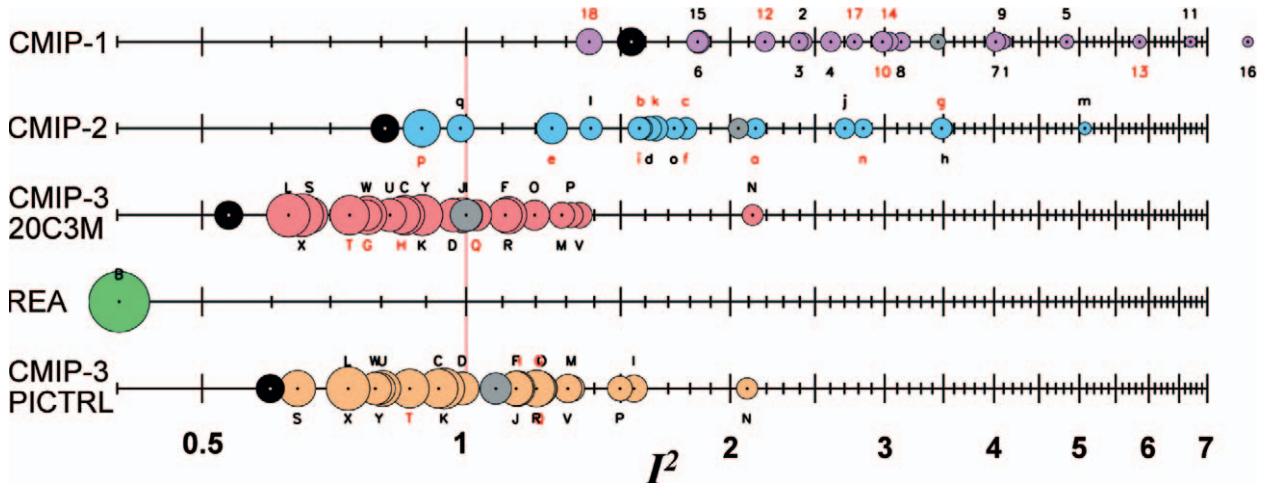 18 15 12 2 17 14 9 5 11
CMIP-1
6 3 4 10 8 7 1 13 16
q l b k c j g m
CMIP-2
p e i d o f a n h
L S W U C Y J I F O P N
CMIP-3
20C3M
X T G H K D Q R M V
B
REA
L W U C D F O M I
CMIP-3
PICTRL
S X Y T K J R V P N
0.5 1 2 3 4 5 6 7
I²